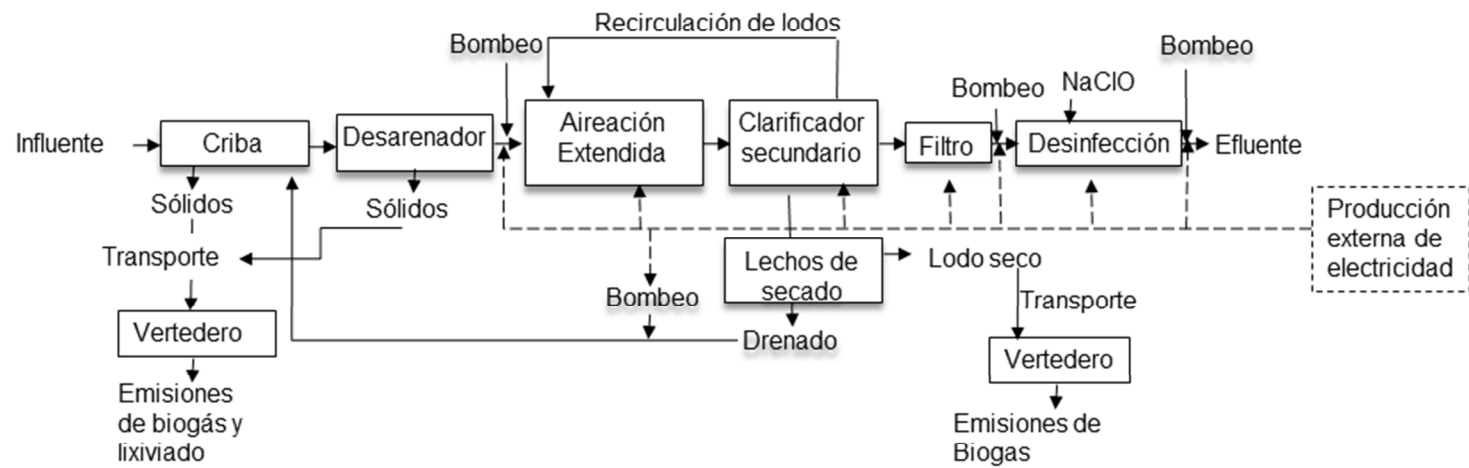 Recirculación de lodos
Bombeo
Bombeo
Bombeo
NaClO
Influente
Criba
Desarenador
Aireación
Extendida
Clarificador
secundario
Filtro
Desinfección
Efluente
Sólidos
Sólidos
Producción
externa de
electricidad
Transporte
Lechos de
secado
Lodo seco
Bombeo
Transporte
Vertedero
Drenado
Vertedero
Emisiones
de biogás y
lixiviado
Emisiones de
Biogas